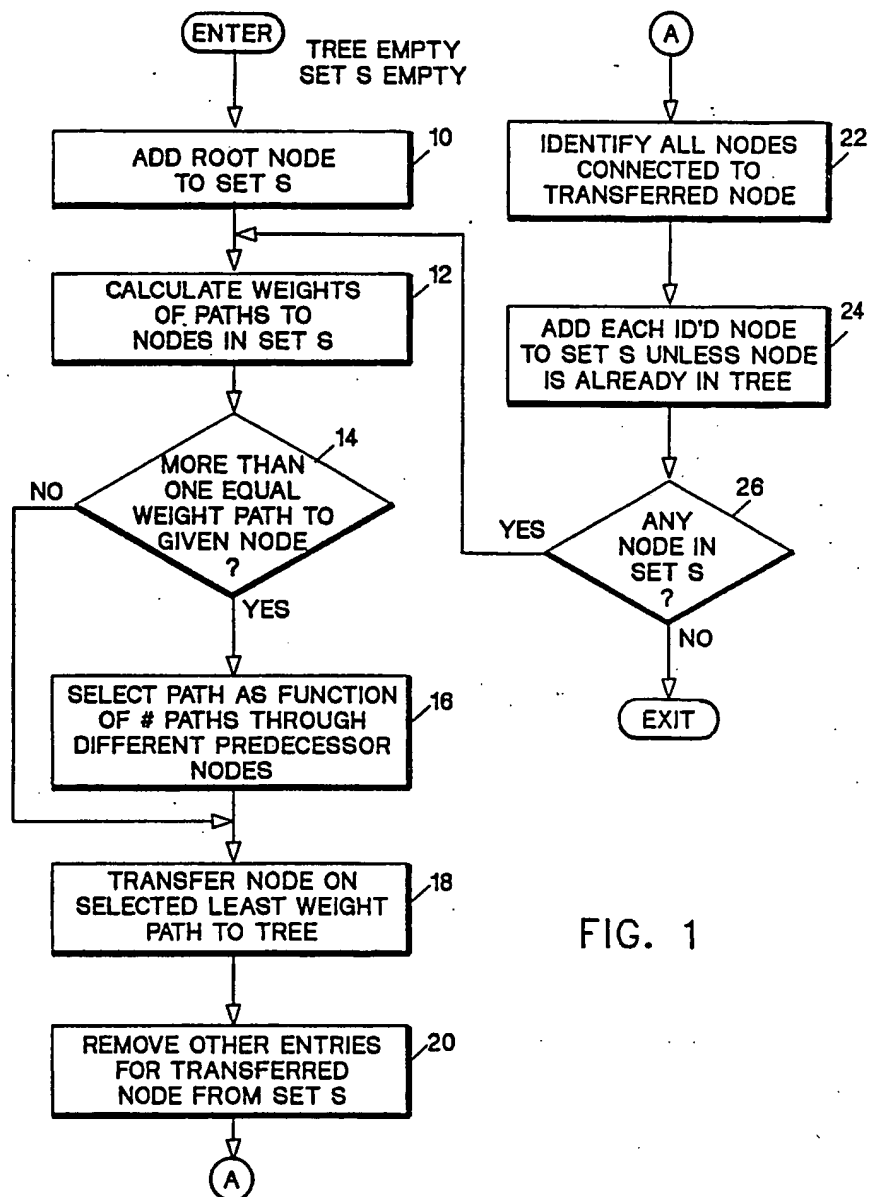 ENTER
TREE EMPTY
SET S EMPTY
10
ADD ROOT NODE
TO SET S
12
CALCULATE WEIGHTS
OF PATHS TO
NODES IN SET S
14
MORE THAN
ONE EQUAL
WEIGHT PATH TO
GIVEN NODE
?
NO
YES
16
SELECT PATH AS FUNCTION
OF # PATHS THROUGH
DIFFERENT PREDECESSOR
NODES
18
TRANSFER NODE ON
SELECTED LEAST WEIGHT
PATH TO TREE
20
REMOVE OTHER ENTRIES
FOR TRANSFERRED
NODE FROM SET S
A
A
22
IDENTIFY ALL NODES
CONNECTED TO
TRANSFERRED NODE
24
ADD EACH ID'D NODE
TO SET S UNLESS NODE
IS ALREADY IN TREE
26
ANY
NODE IN
SET S
?
YES
NO
EXIT
FIG. 1